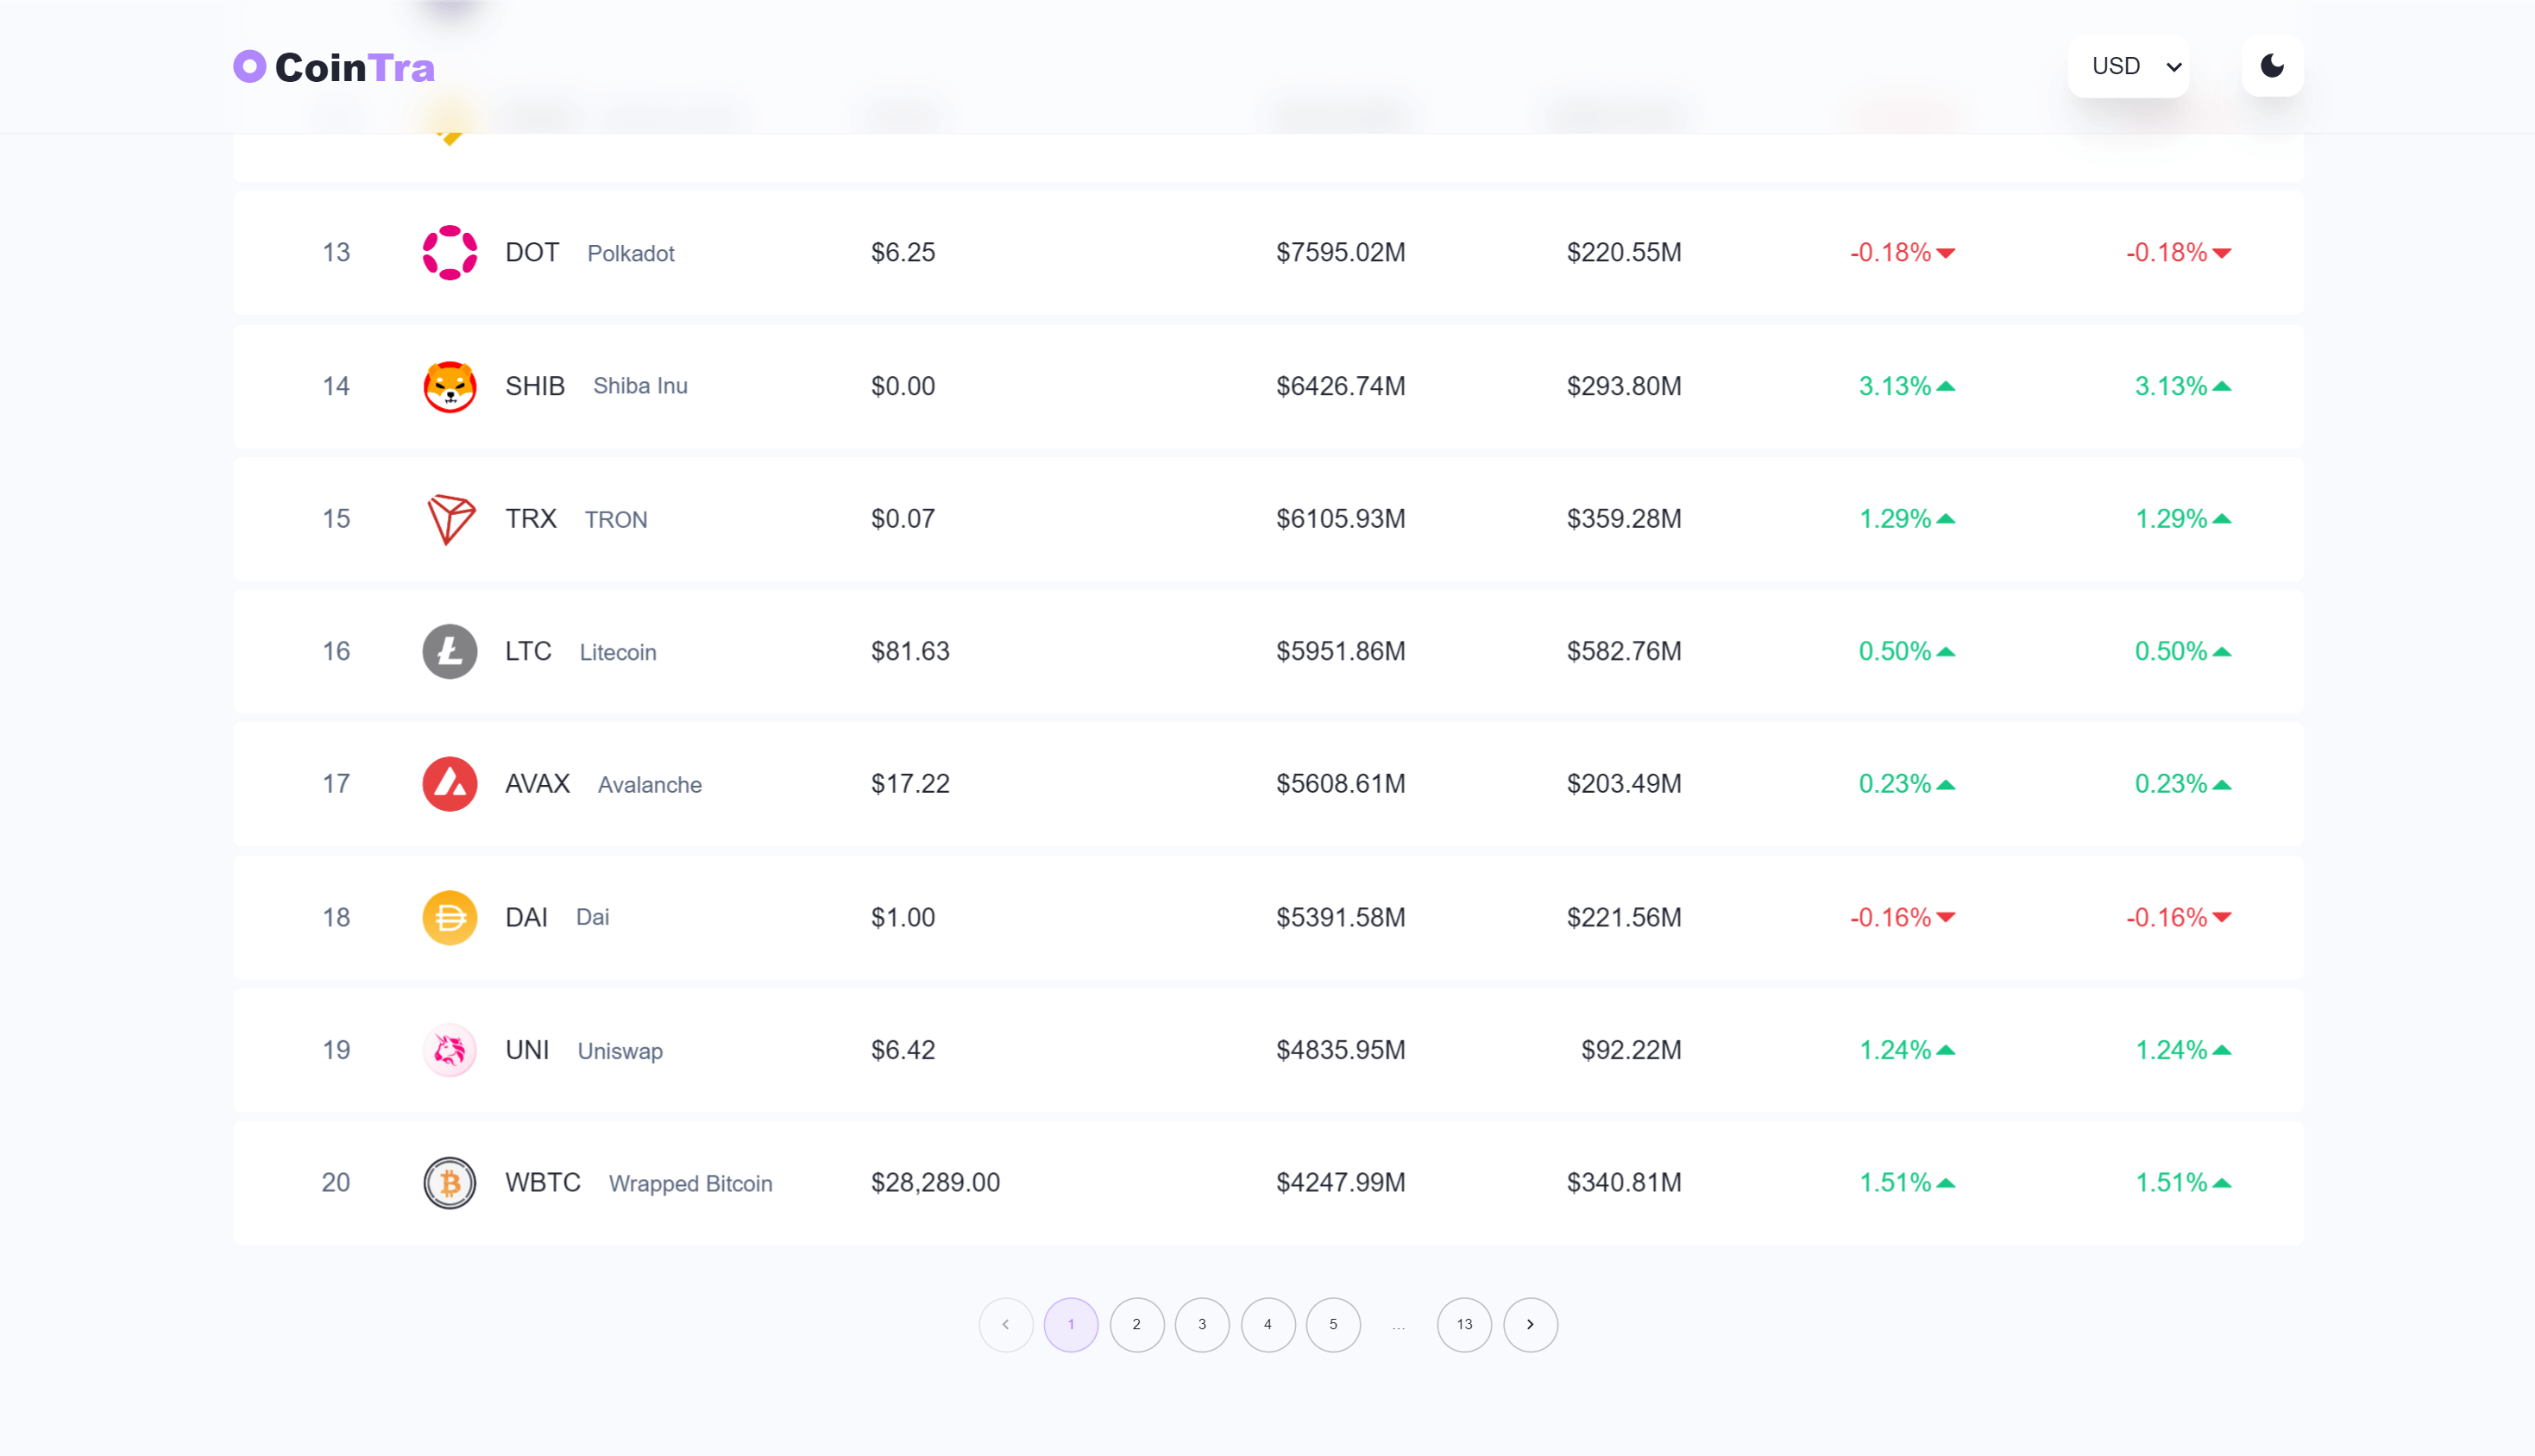 CoinTra USD
13 DOT Polkadot $6.25 $7595.02M $220.55M -0.18% -0.18%
14 SHIB Shiba Inu $0.00 $6426.74M $293.80M 3.13% 3.13%
15 TRX TRON $0.07 $6105.93M $359.28M 1.29% 1.29%
16 LTC Litecoin $81.63 $5951.86M $582.76M 0.50% 0.50%
17 AVAX Avalanche $17.22 $5608.61M $203.49M 0.23% 0.23%
18 DAI Dai $1.00 $5391.58M $221.56M -0.16% -0.16%
19 UNI Uniswap $6.42 $4835.95M $92.22M 1.24% 1.24%
20 WBTC Wrapped Bitcoin $28,289.00 $4247.99M $340.81M 1.51% 1.51%
1 2 3 4 5 ... 13